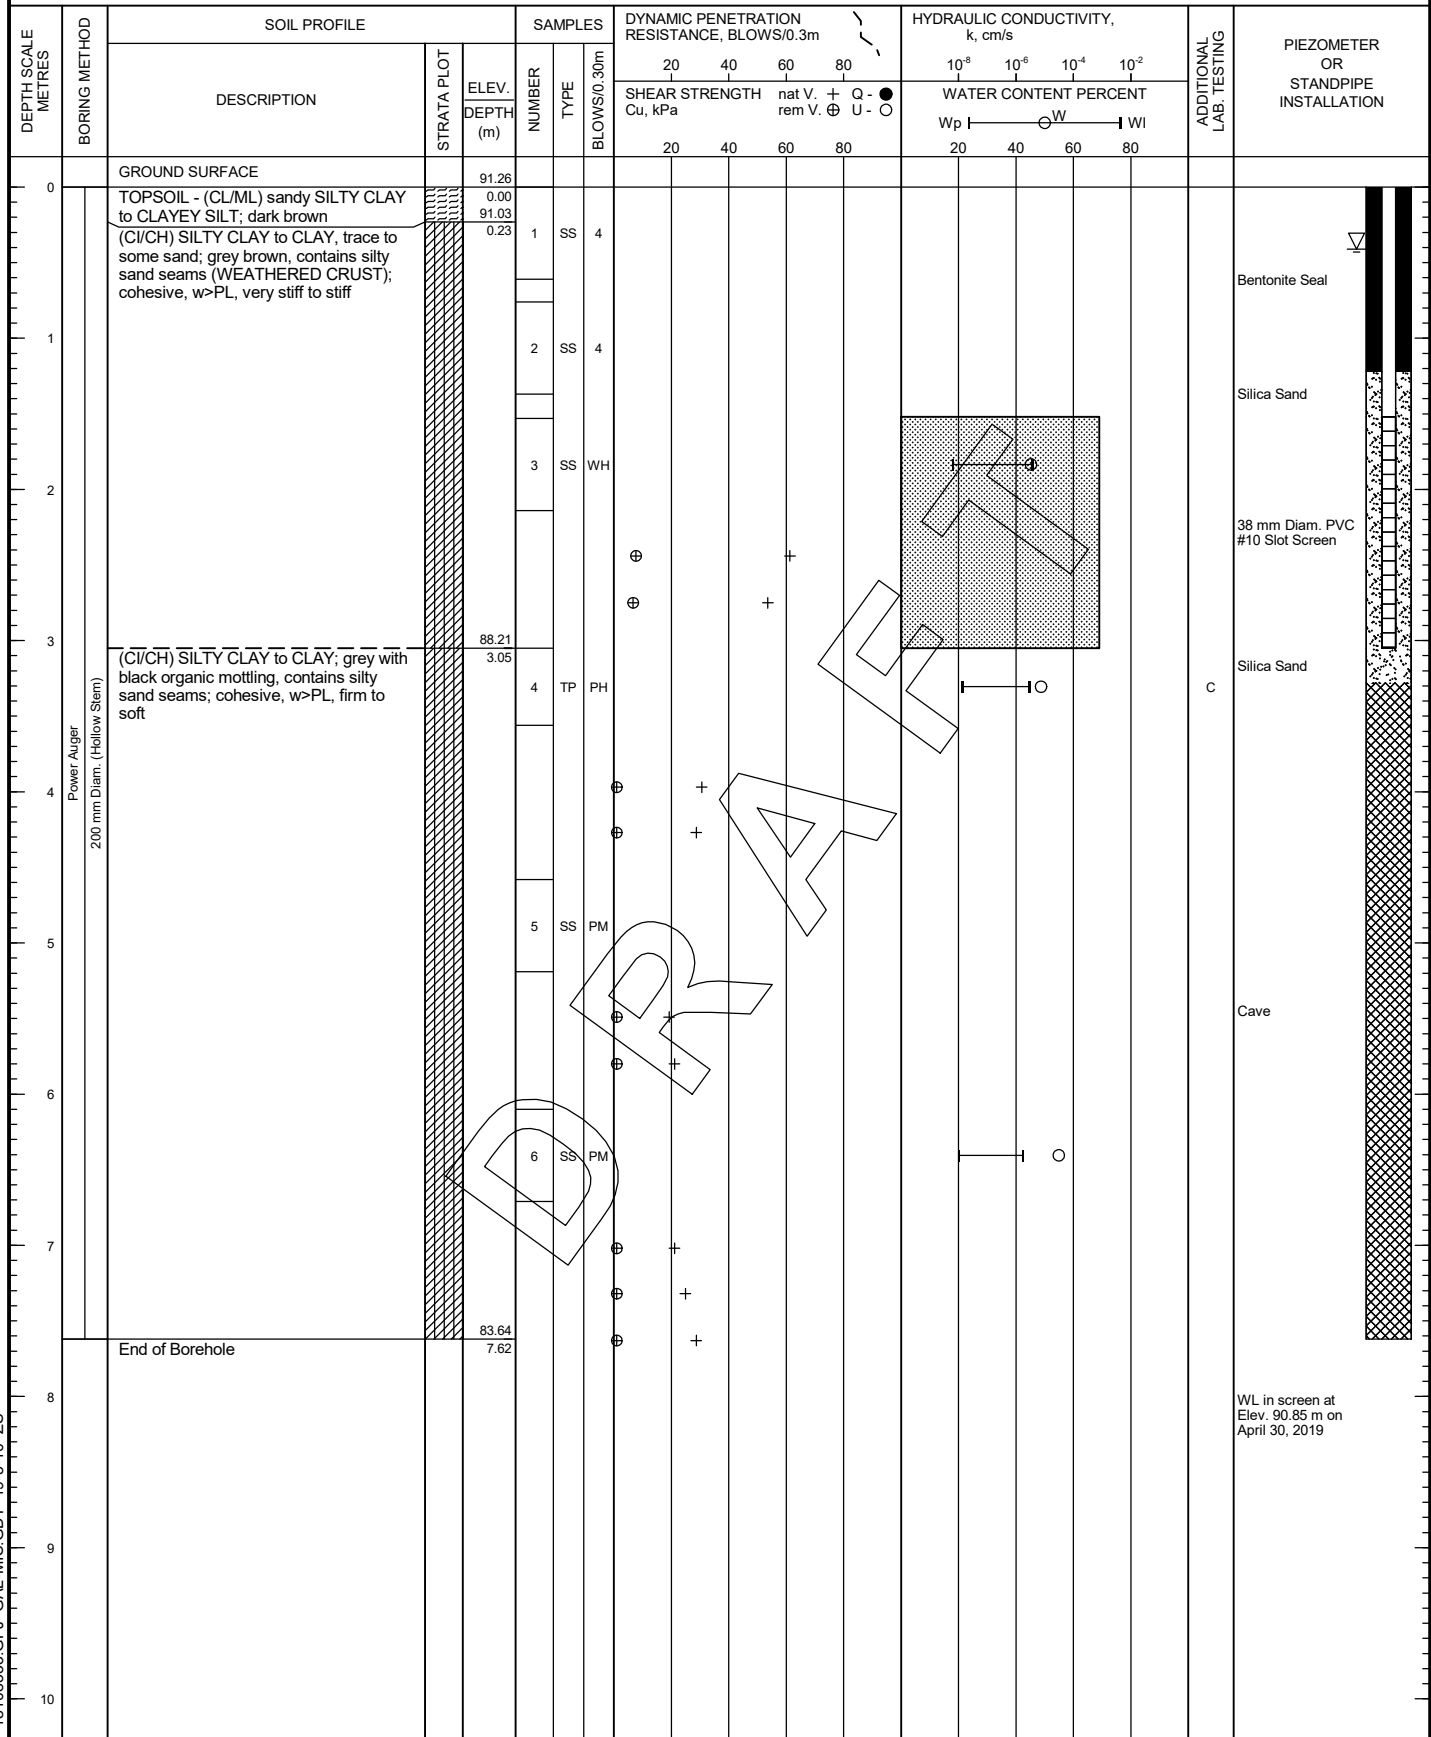 DEPTH SCALE
METRES
BORING METHOD
SOIL PROFILE
DESCRIPTION
STRATA PLOT
ELEV.
DEPTH
(m)
SAMPLES
NUMBER
TYPE
BLOWS/0.30m
DYNAMIC PENETRATION
RESISTANCE, BLOWS/0.3m
20 40 60 80
SHEAR STRENGTH nat V. + Q -
Cu, kPa rem V. ⊕ U -
20 40 60 80
HYDRAULIC CONDUCTIVITY,
k, cm/s
10⁻⁸ 10⁻⁶ 10⁻⁴ 10⁻²
WATER CONTENT PERCENT
Wp W Wl
20 40 60 80
ADDITIONAL
LAB. TESTING
PIEZOMETER
OR
STANDPIPE
INSTALLATION
GROUND SURFACE
91.26
0
TOPSOIL - (CL/ML) sandy SILTY CLAY
to CLAYEY SILT; dark brown
0.00
91.03
0.23
(CI/CH) SILTY CLAY to CLAY, trace to
some sand; grey brown, contains silty
sand seams (WEATHERED CRUST);
cohesive, w>PL, very stiff to stiff
1 SS 4
Bentonite Seal
1
2 SS 4
Silica Sand
3 SS WH
2
38 mm Diam. PVC
#10 Slot Screen
3
88.21
3.05
(CI/CH) SILTY CLAY to CLAY; grey with
black organic mottling, contains silty
sand seams; cohesive, w>PL, firm to
soft
4 TP PH
C
Silica Sand
Power Auger
200 mm Diam. (Hollow Stem)
4
5 SS PM
5
Cave
6
6 SS PM
7
83.64
7.62
End of Borehole
8
WL in screen at
Elev. 90.85 m on
April 30, 2019
9
10
DRAFT